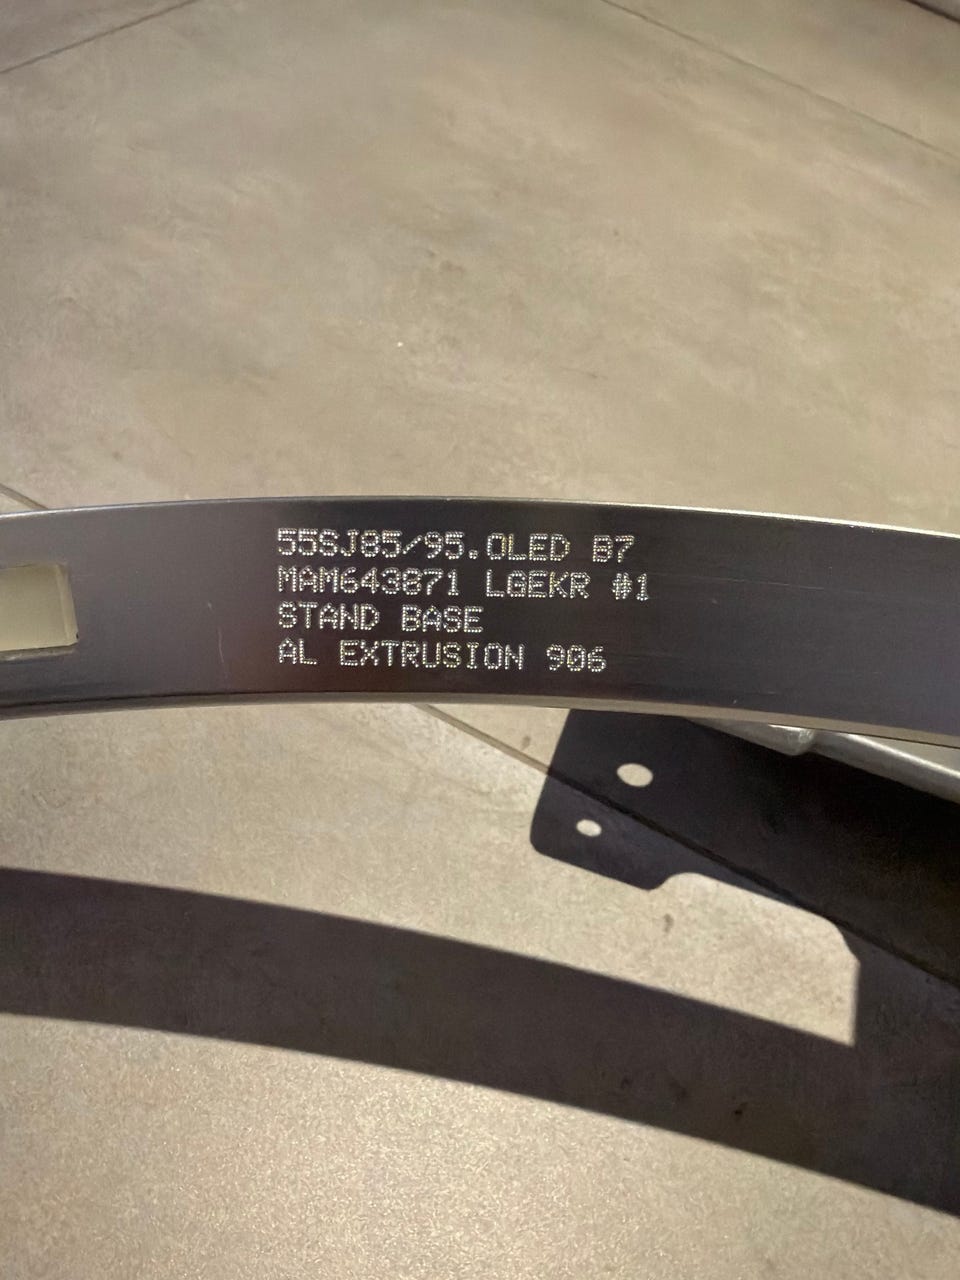 55SJ85/95.OLED B7
MAM643871 LGEKR #1
STAND BASE
AL EXTRUSION 906